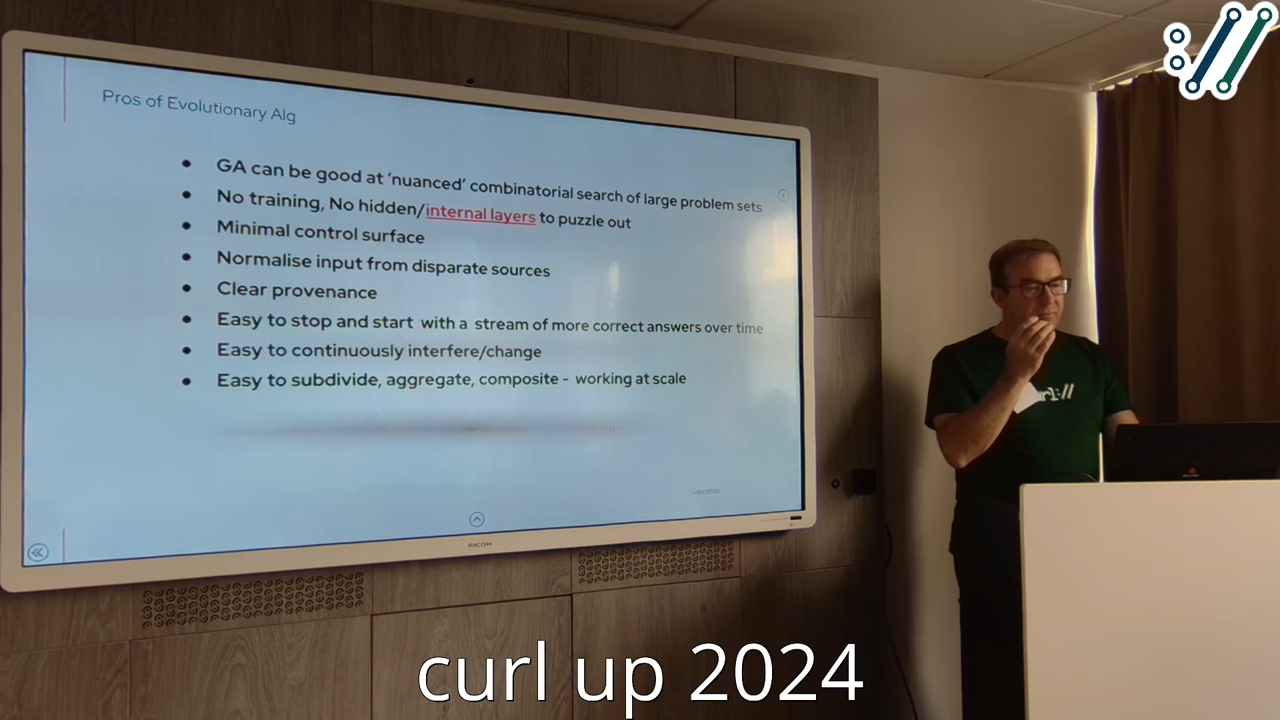 Pros of Evolutionary Alg
GA can be good at ‘nuanced’ combinatorial search of large problem sets
No training, No hidden/internal layers to puzzle out
Minimal control surface
Normalise input from disparate sources
Clear provenance
Easy to stop and start with a stream of more correct answers over time
Easy to continuously interfere/change
Easy to subdivide, aggregate, composite - working at scale
RICOH
curl up 2024